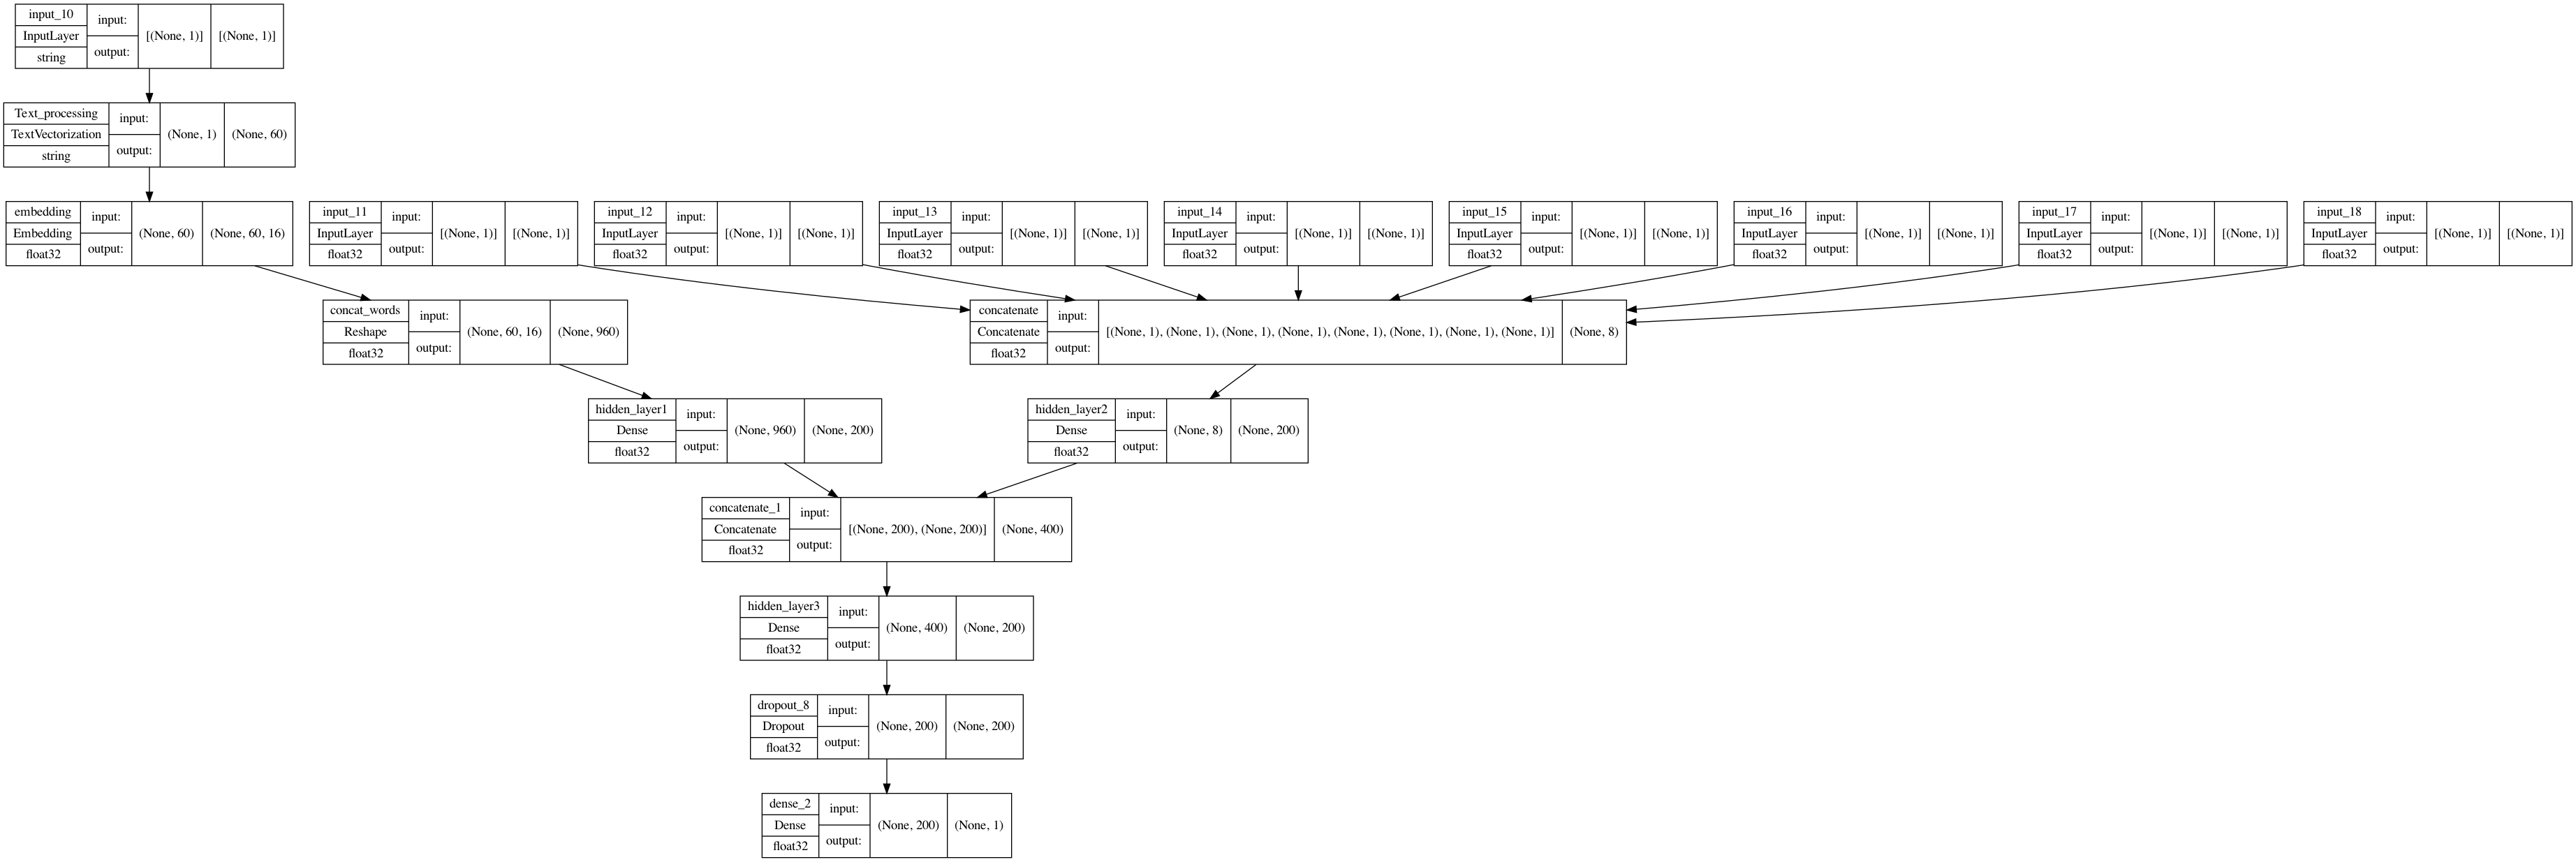 input_10
InputLayer
string
input:
output:
[(None, 1)]
[(None, 1)]
Text_processing
TextVectorization
string
input:
output:
(None, 1)
(None, 60)
embedding
Embedding
float32
input:
output:
(None, 60)
(None, 60, 16)
input_11
InputLayer
float32
input:
output:
[(None, 1)]
[(None, 1)]
input_12
InputLayer
float32
input:
output:
[(None, 1)]
[(None, 1)]
input_13
InputLayer
float32
input:
output:
[(None, 1)]
[(None, 1)]
input_14
InputLayer
float32
input:
output:
[(None, 1)]
[(None, 1)]
input_15
InputLayer
float32
input:
output:
[(None, 1)]
[(None, 1)]
input_16
InputLayer
float32
input:
output:
[(None, 1)]
[(None, 1)]
input_17
InputLayer
float32
input:
output:
[(None, 1)]
[(None, 1)]
input_18
InputLayer
float32
input:
output:
[(None, 1)]
[(None, 1)]
concat_words
Reshape
float32
input:
output:
(None, 60, 16)
(None, 960)
concatenate
Concatenate
float32
input:
output:
[(None, 1), (None, 1), (None, 1), (None, 1), (None, 1), (None, 1), (None, 1), (None, 1)]
(None, 8)
hidden_layer1
Dense
float32
input:
output:
(None, 960)
(None, 200)
hidden_layer2
Dense
float32
input:
output:
(None, 8)
(None, 200)
concatenate_1
Concatenate
float32
input:
output:
[(None, 200), (None, 200)]
(None, 400)
hidden_layer3
Dense
float32
input:
output:
(None, 400)
(None, 200)
dropout_8
Dropout
float32
input:
output:
(None, 200)
(None, 200)
dense_2
Dense
float32
input:
output:
(None, 200)
(None, 1)